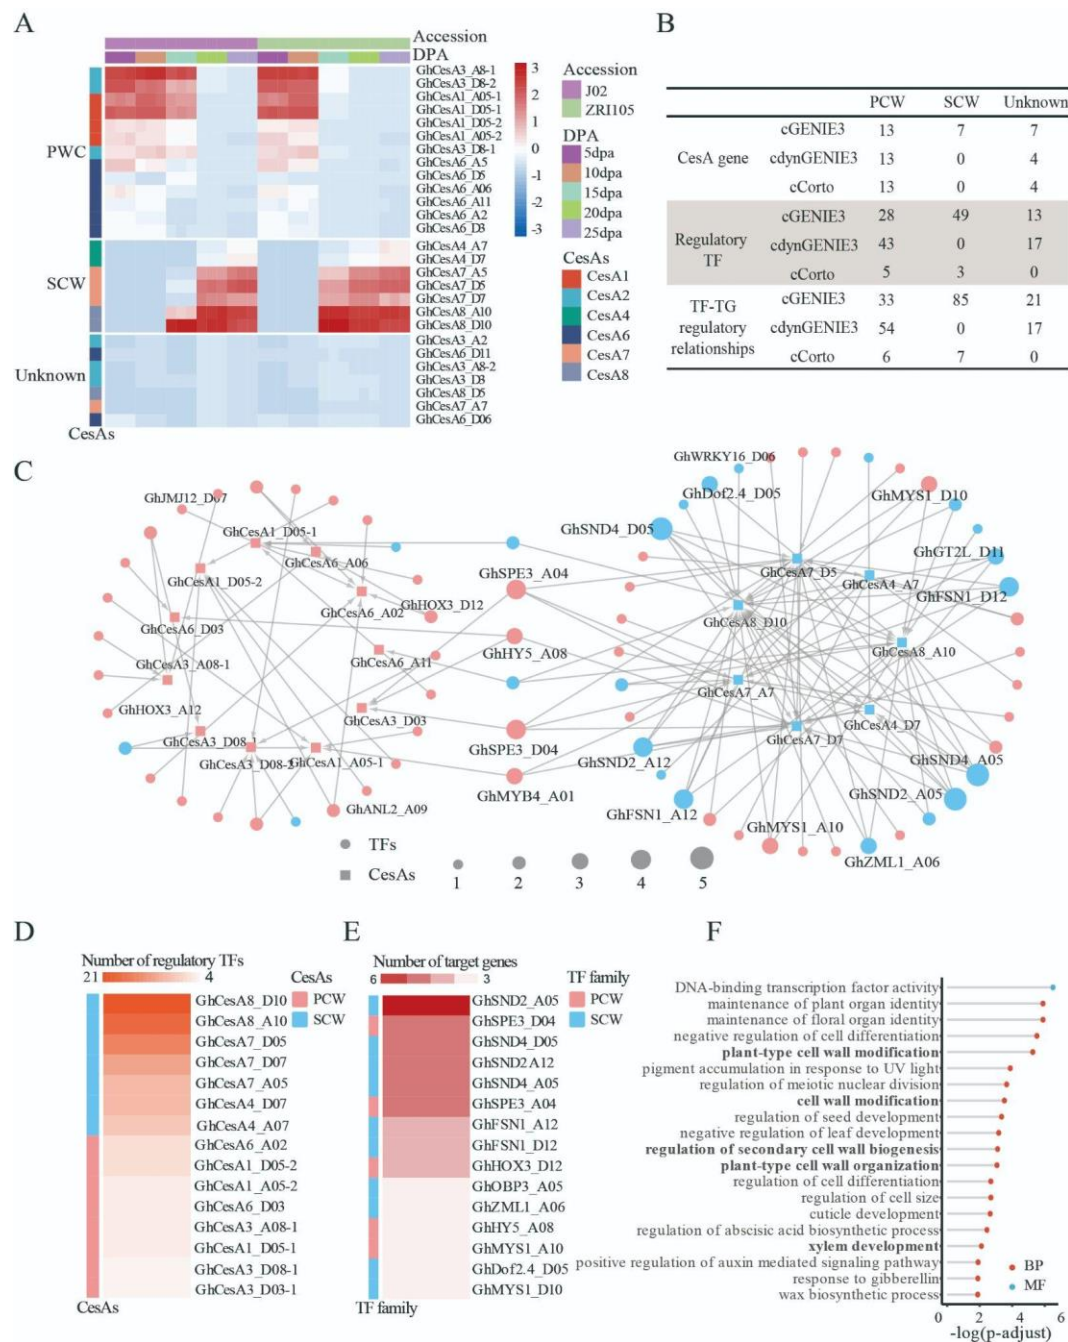 A
Accession
DPA
GhCesA3_A8-1
GhCesA3_D8-2
GhCesA1_A05-1
GhCesA1_D05-1
GhCesA1_D05-2
GhCesA1_A05-2
GhCesA3_D8-1
GhCesA6_A5
GhCesA6_D5
GhCesA6_A06
GhCesA6_A11
GhCesA6_A2
GhCesA6_D3
GhCesA4_A7
GhCesA4_D7
GhCesA7_A5
GhCesA7_D5
GhCesA7_D7
GhCesA8_A10
GhCesA8_D10
GhCesA3_A2
GhCesA6_D11
GhCesA3_A8-2
GhCesA3_D3
GhCesA8_D5
GhCesA7_A7
GhCesA6_D06
PWC
SCW
Unknown
CesAs
3
2
1
0
-1
-2
-3
Accession
J02
ZRI105
DPA
5dpa
10dpa
15dpa
20dpa
25dpa
CesAs
CesA1
CesA2
CesA4
CesA6
CesA7
CesA8
B
PCW SCW Unknown
CesA gene
cGENIE3 13 7 7
cdynGENIE3 13 0 4
cCorto 13 0 4
Regulatory TF
cGENIE3 28 49 13
cdynGENIE3 43 0 17
cCorto 5 3 0
TF-TG regulatory relationships
cGENIE3 33 85 21
cdynGENIE3 54 0 17
cCorto 6 7 0
C
GhJMJ12_D07
GhCesA1_D05-1
GhCesA6_A06
GhCesA1_D05-2
GhCesA6_A02
GhHOX3_D12
GhCesA6_D03
GhCesA6_A11
GhCesA3_A08-1
GhHOX3_A12
GhCesA3_D03
GhCesA3_D08-1
GhCesA3_D08-2
GhCesA1_A05-1
GhANL2_A09
GhSPE3_A04
GhHY5_A08
GhSPE3_D04
GhMYB4_A01
GhWRKY16_D06
GhDof2.4_D05
GhSND4_D05
GhMYS1_D10
GhGT2L_D11
GhFSN1_D12
GhCesA7_D5
GhCesA4_A7
GhCesA8_D10
GhCesA8_A10
GhCesA7_A7
GhCesA4_D7
GhCesA7_D7
GhSND2_A12
GhFSN1_A12
GhMYS1_A10
GhZML1_A06
GhSND4_A05
GhSND2_A05
TFs
CesAs
1 2 3 4 5
D
Number of regulatory TFs
21 4
CesAs
PCW
SCW
GhCesA8_D10
GhCesA8_A10
GhCesA7_D05
GhCesA7_D07
GhCesA7_A05
GhCesA4_D07
GhCesA4_A07
GhCesA6_A02
GhCesA1_D05-2
GhCesA1_A05-2
GhCesA6_D03
GhCesA3_A08-1
GhCesA1_D05-1
GhCesA3_D08-1
GhCesA3_D03-1
CesAs
E
Number of target genes
6 3
TF family
PCW
SCW
GhSND2_A05
GhSPE3_D04
GhSND4_D05
GhSND2A12
GhSND4_A05
GhSPE3_A04
GhFSN1_A12
GhFSN1_D12
GhHOX3_D12
GhOBP3_A05
GhZML1_A06
GhHY5_A08
GhMYS1_A10
GhDof2.4_D05
GhMYS1_D10
TF family
F
DNA-binding transcription factor activity
maintenance of plant organ identity
maintenance of floral organ identity
negative regulation of cell differentiation
plant-type cell wall modification
pigment accumulation in response to UV light
regulation of meiotic nuclear division
cell wall modification
regulation of seed development
negative regulation of leaf development
regulation of secondary cell wall biogenesis
plant-type cell wall organization
regulation of cell differentiation
regulation of cell size
cuticle development
regulation of abscisic acid biosynthetic process
xylem development
positive regulation of auxin mediated signaling pathway
response to gibberellin
wax biosynthetic process
BP
MF
0 2 4 6
-log(p-adjust)